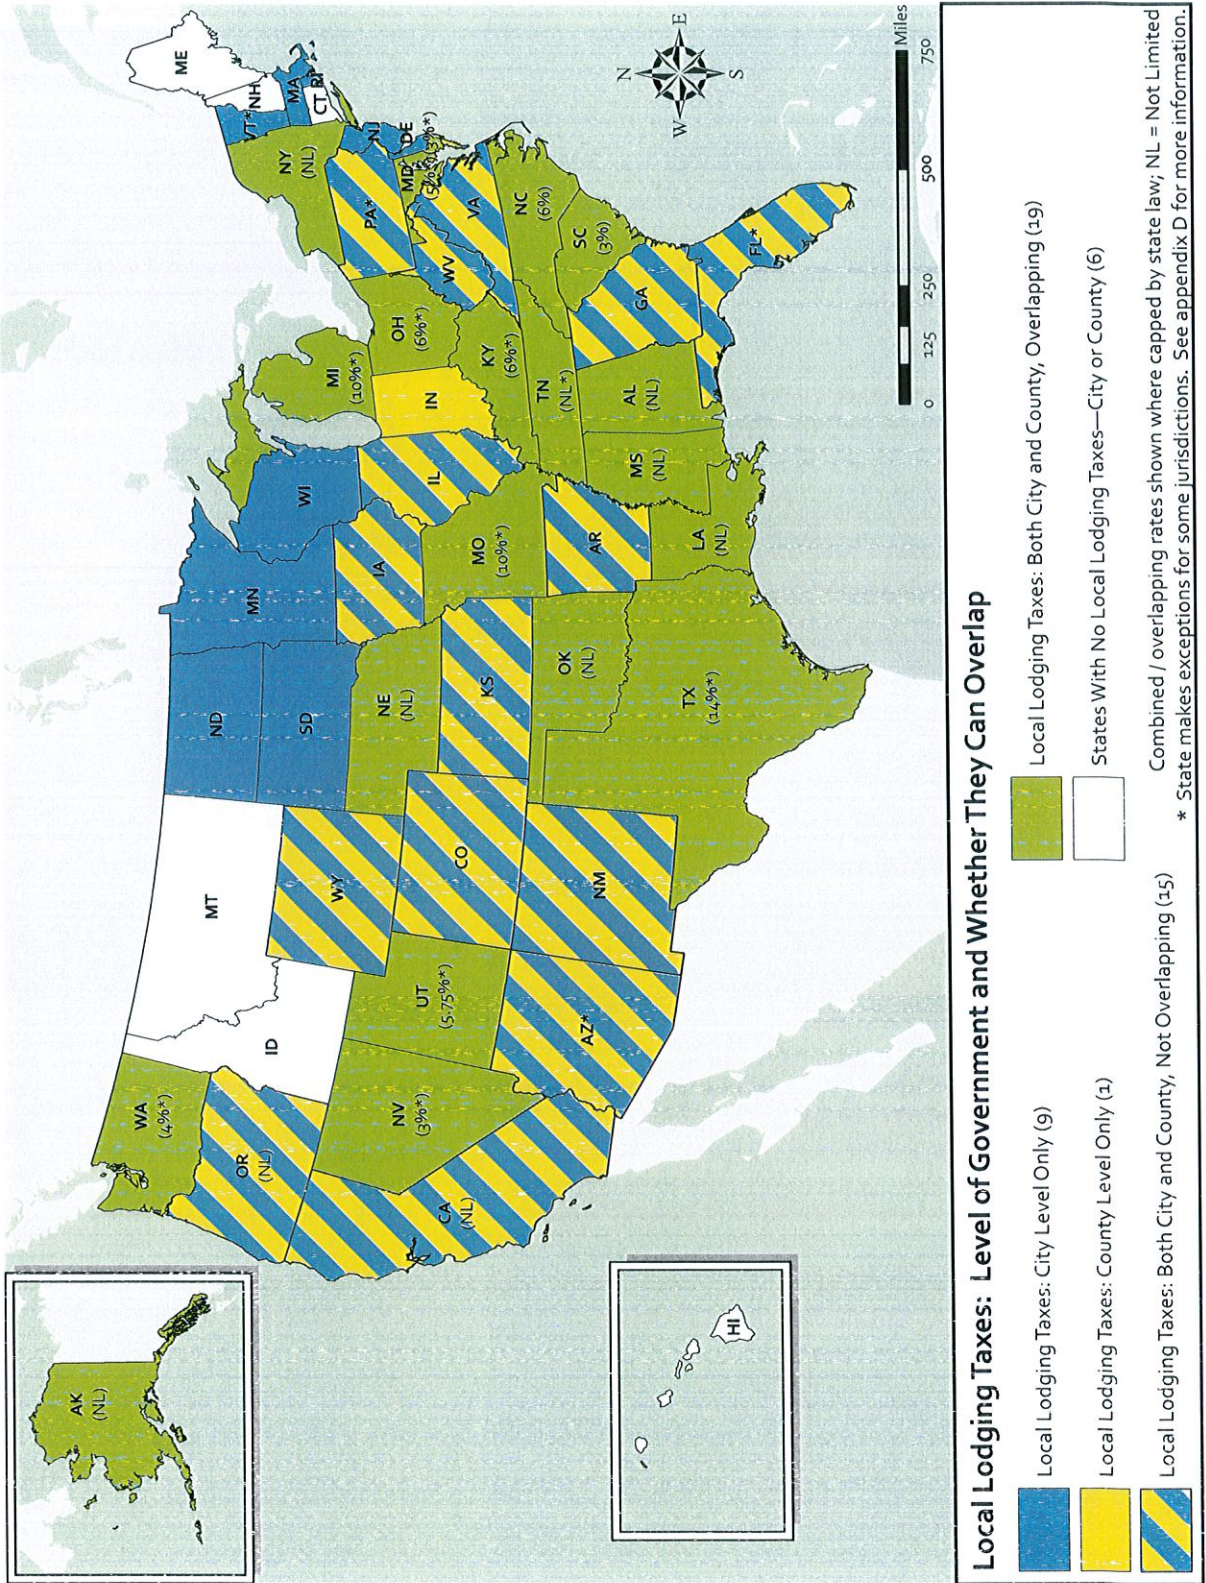 AK
(NL)
HI
WA
(4%*)
OR
(NL)
CA
(NL)
NV
(3%*)
ID
MT
WY
UT
(5.75%*)
AZ*
CO
NM
ND
SD
NE
(NL)
KS
OK
(NL)
TX
(14%*)
MN
IA
MO
(10%*)
AR
LA
(NL)
WI
IL
MS
(NL)
MI
(10%*)
IN
OH
(6%*)
KY
(6%*)
TN
(NL*)
AL
(NL)
GA
FL*
SC
(3%)
NC
(6%)
VA
WV
PA*
NY
(NL)
VT*
NH
ME
MA
CT
RI
NJ
DE
(3%*)
MD
N
W
E
S
0
125
250
500
750
Miles
Local Lodging Taxes: Level of Government and Whether They Can Overlap
Local Lodging Taxes: City Level Only (9)
Local Lodging Taxes: County Level Only (1)
Local Lodging Taxes: Both City and County, Not Overlapping (15)
Local Lodging Taxes: Both City and County, Overlapping (19)
States With No Local Lodging Taxes—City or County (6)
Combined / overlapping rates shown where capped by state law; NL = Not Limited
* State makes exceptions for some jurisdictions. See appendix D for more information.